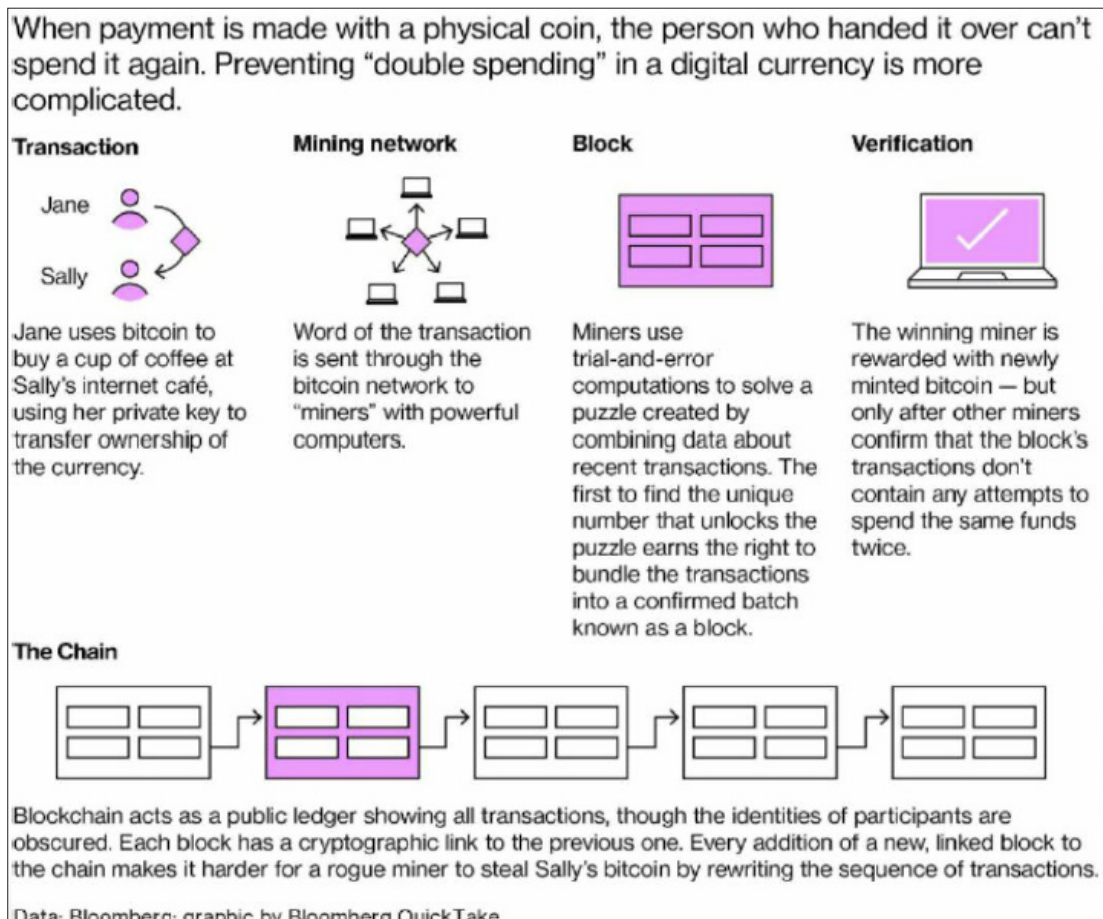 When payment is made with a physical coin, the person who handed it over can't
spend it again. Preventing “double spending” in a digital currency is more
complicated.
Transaction
Jane
Sally
Jane uses bitcoin to
buy a cup of coffee at
Sally's internet café,
using her private key to
transfer ownership of
the currency.
Mining network
Word of the transaction
is sent through the
bitcoin network to
“miners” with powerful
computers.
Block
Miners use
trial-and-error
computations to solve a
puzzle created by
combining data about
recent transactions. The
first to find the unique
number that unlocks the
puzzle earns the right to
bundle the transactions
into a confirmed batch
known as a block.
Verification
The winning miner is
rewarded with newly
minted bitcoin — but
only after other miners
confirm that the block's
transactions don't
contain any attempts to
spend the same funds
twice.
The Chain
Blockchain acts as a public ledger showing all transactions, though the identities of participants are
obscured. Each block has a cryptographic link to the previous one. Every addition of a new, linked block to
the chain makes it harder for a rogue miner to steal Sally's bitcoin by rewriting the sequence of transactions.
Data: Bloomberg; graphic by Bloomberg QuickTake